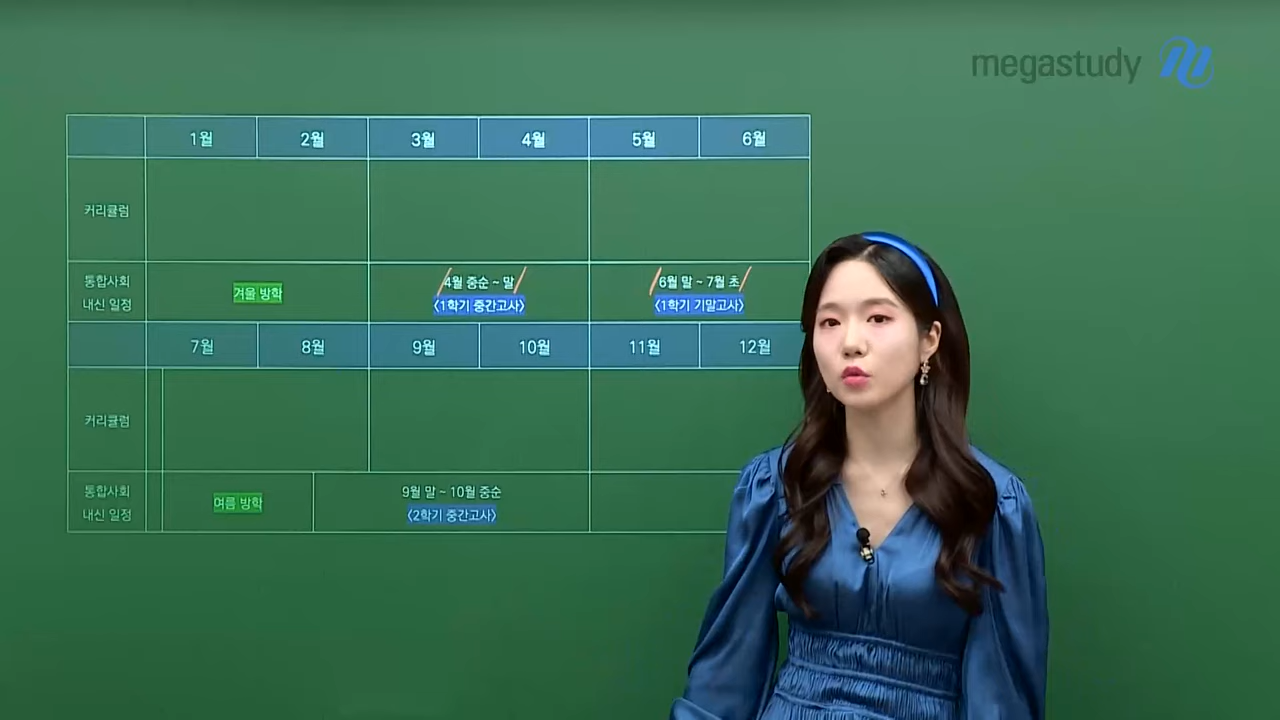 megastudy
1월 2월 3월 4월 5월 6월
커리큘럼
통합사회
내신 일정
겨울 방학
4월 중순 ~ 말
<1학기 중간고사>
6월 말 ~ 7월 초
<1학기 기말고사>
7월 8월 9월 10월 11월 12월
커리큘럼
통합사회
내신 일정
여름 방학
9월 말 ~ 10월 중순
<2학기 중간고사>